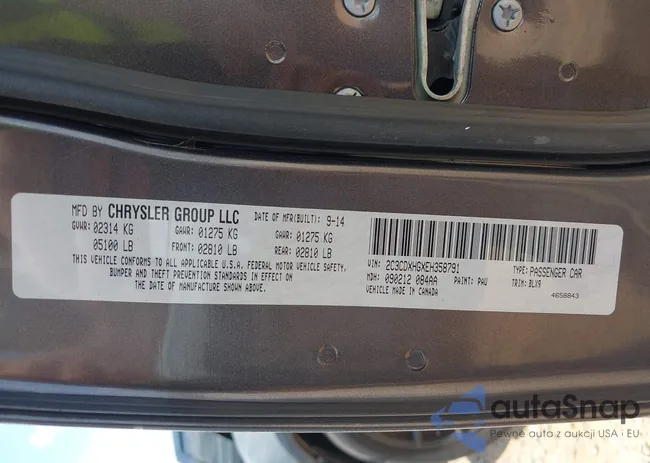 MFD BY CHRYSLER GROUP LLC DATE OF MFR(BUILT): 9-14
GVWR: 02314 KG GAWR: 01275 KG GAWR: 01275 KG
05100 LB FRONT: 02810 LB REAR: 02810 LB
THIS VEHICLE CONFORMS TO ALL APPLICABLE U.S.A. FEDERAL MOTOR VEHICLE SAFETY,
BUMPER AND THEFT PREVENTION STANDARDS IN EFFECT ON
THE DATE OF MANUFACTURE SHOWN ABOVE.
VIN: 2C3CDXHGXEH358791 TYPE: PASSENGER CAR
MDH: 090212 084AA PAINT: PAU TRIM: BLX9
VEHICLE MADE IN CANADA 4658843
autoSnap
Pewne auta z aukcji USA i EU